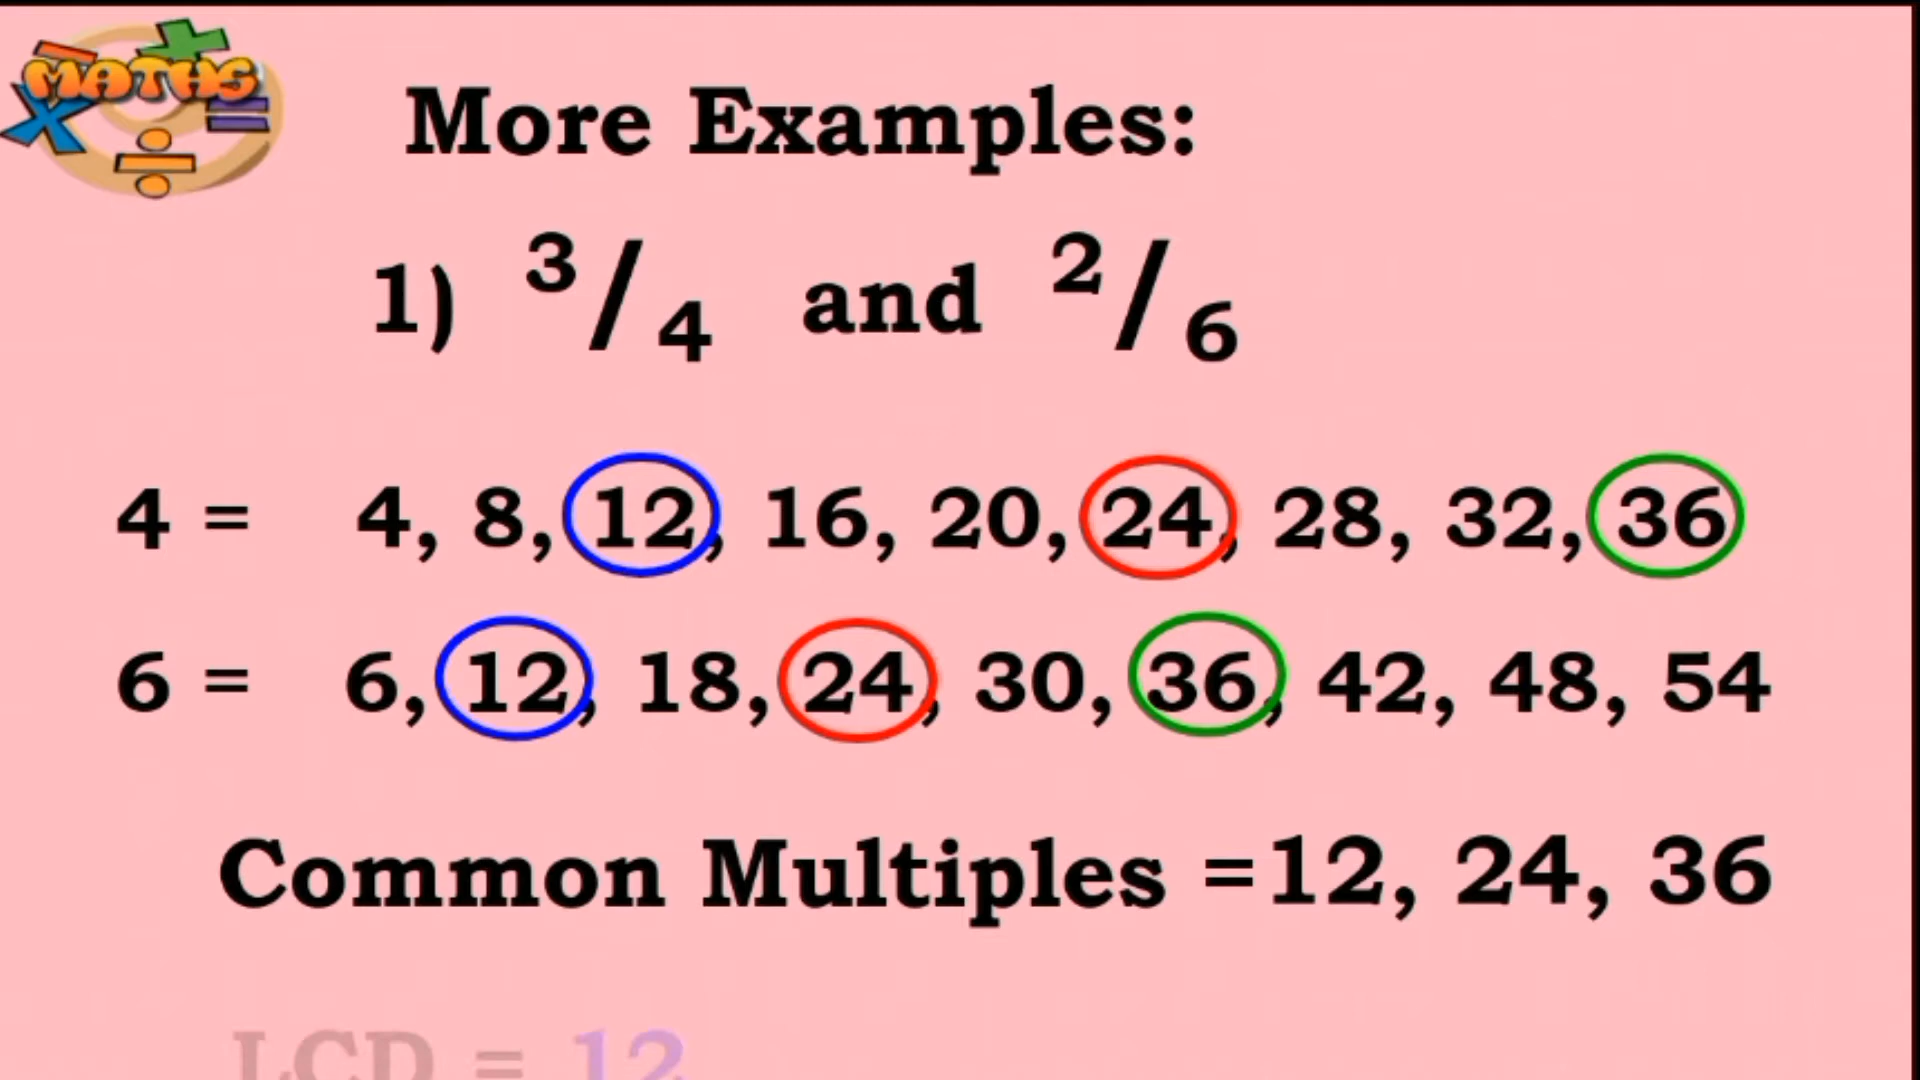 MATHS
More Examples:
1) 3/4 and 2/6
4 = 4, 8, 12, 16, 20, 24, 28, 32, 36
6 = 6, 12, 18, 24, 30, 36, 42, 48, 54
Common Multiples =12, 24, 36
LCD = 12